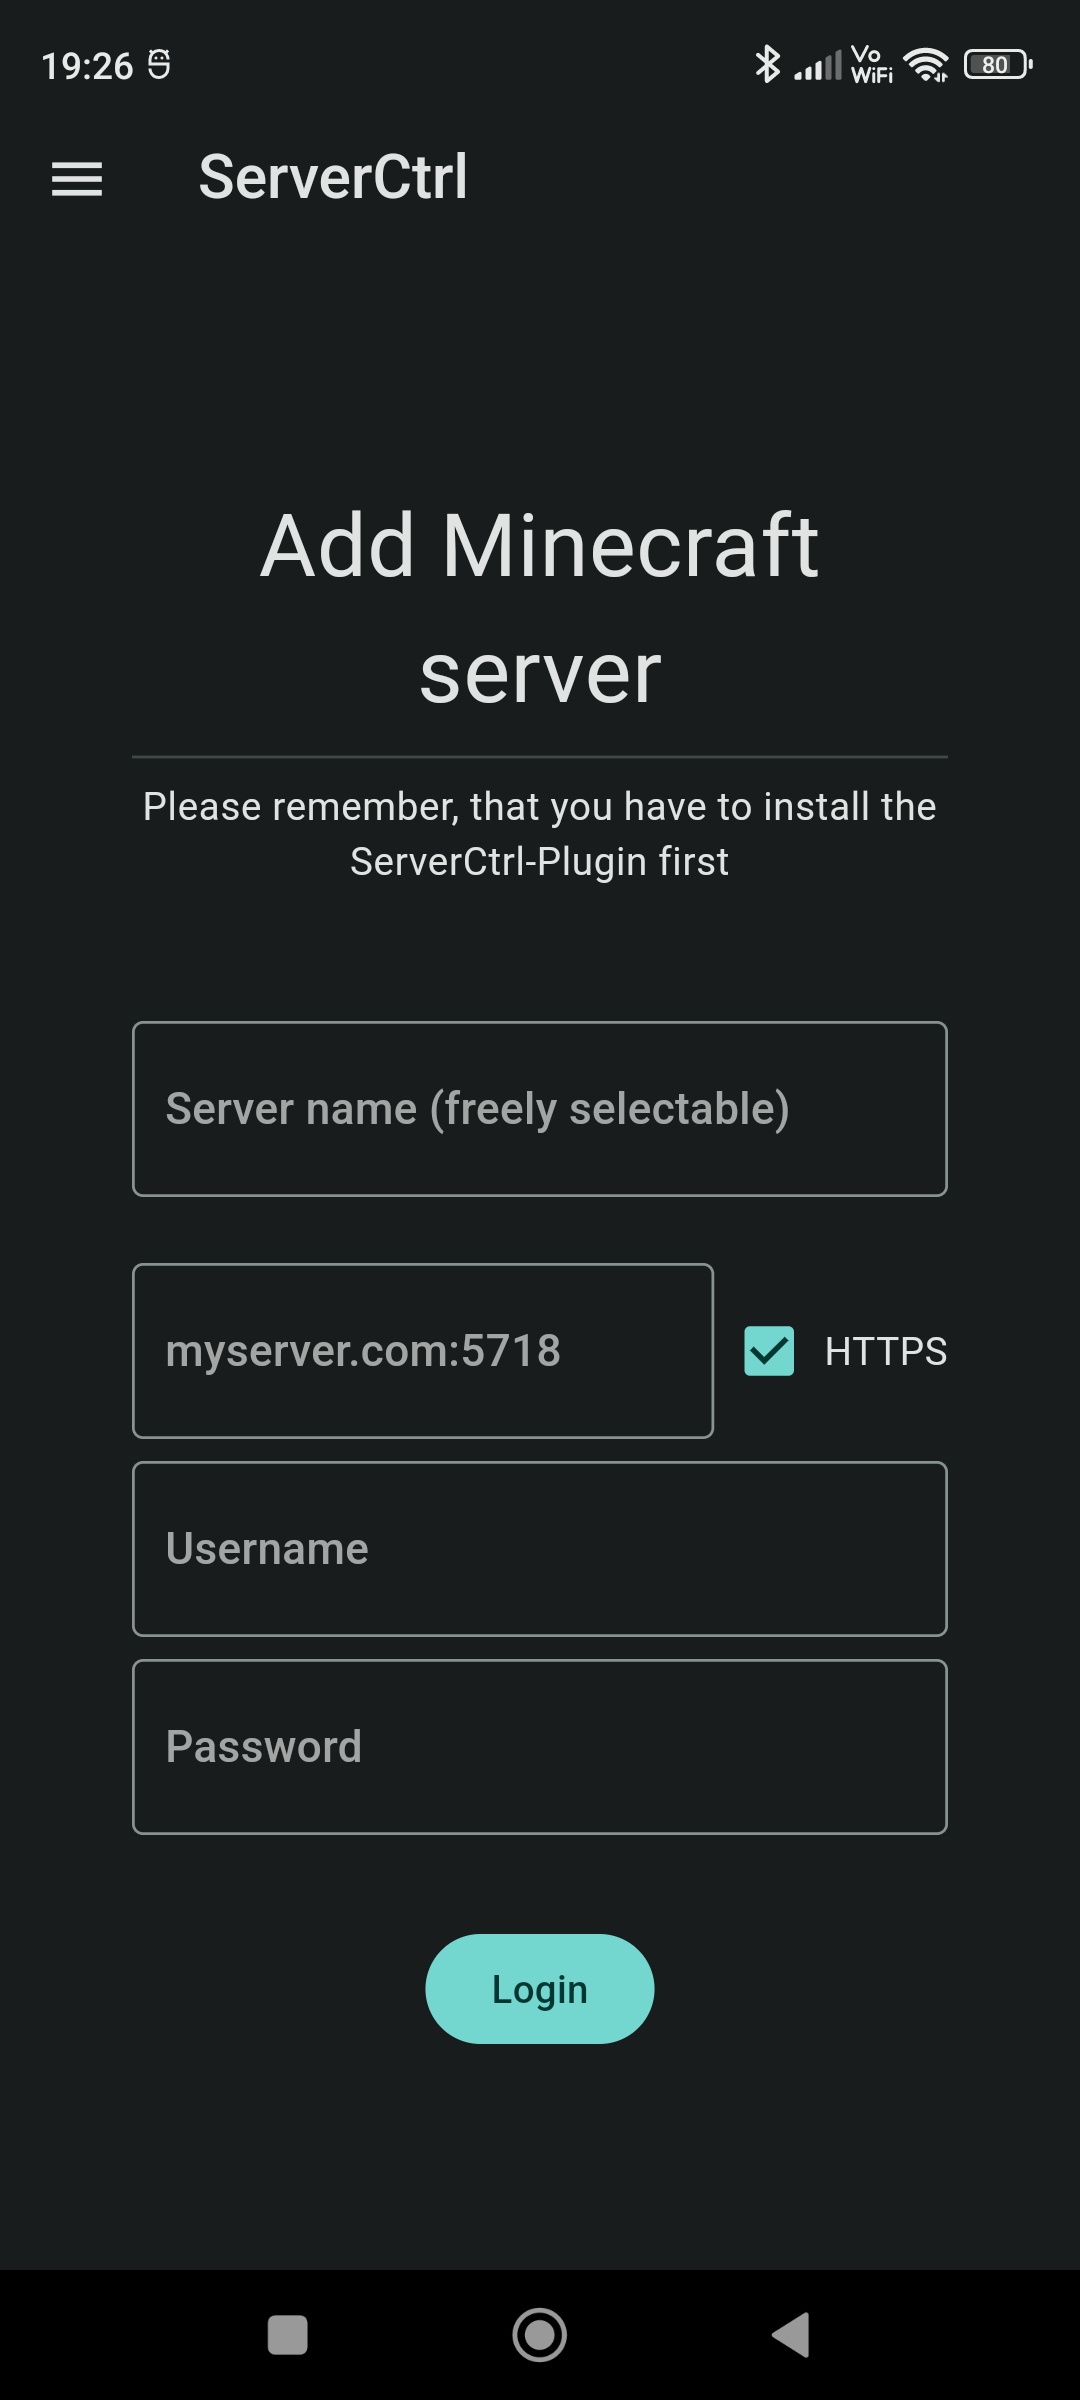 19:26
Vo
WiFi
80
ServerCtrl
Add Minecraft
server
Please remember, that you have to install the
ServerCtrl-Plugin first
Server name (freely selectable)
myserver.com:5718
HTTPS
Username
Password
Login